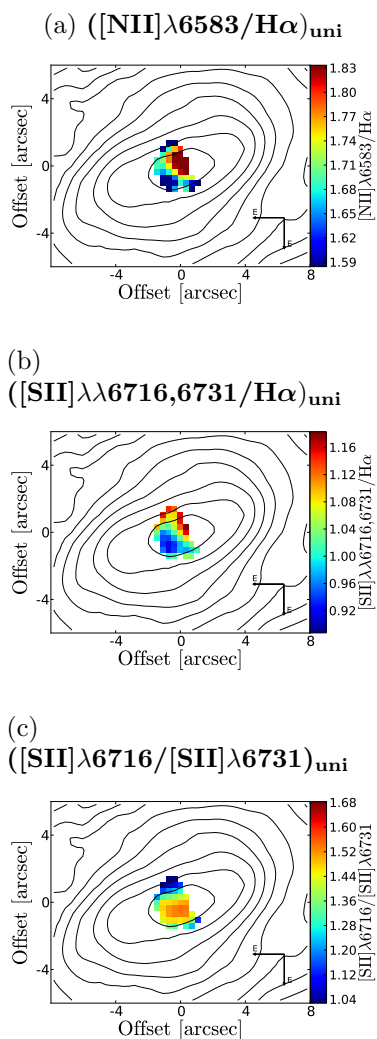 (a) ([NII]λ6583/Hα)uni
Offset [arcsec]
4
0
-4
-4 0 4 8
Offset [arcsec]
E
E
1.83
1.80
1.77
1.74
1.71
1.68
1.65
1.62
1.59
[NII]λ6583/Hα
(b)
([SII]λλ6716,6731/Hα)uni
Offset [arcsec]
4
0
-4
-4 0 4 8
Offset [arcsec]
E
E
1.16
1.12
1.08
1.04
1.00
0.96
0.92
[SII]λλ6716,6731/Hα
(c)
([SII]λ6716/[SII]λ6731)uni
Offset [arcsec]
4
0
-4
-4 0 4 8
Offset [arcsec]
E
E
1.68
1.60
1.52
1.44
1.36
1.28
1.20
1.12
1.04
[SII]λ6716/[SII]λ6731